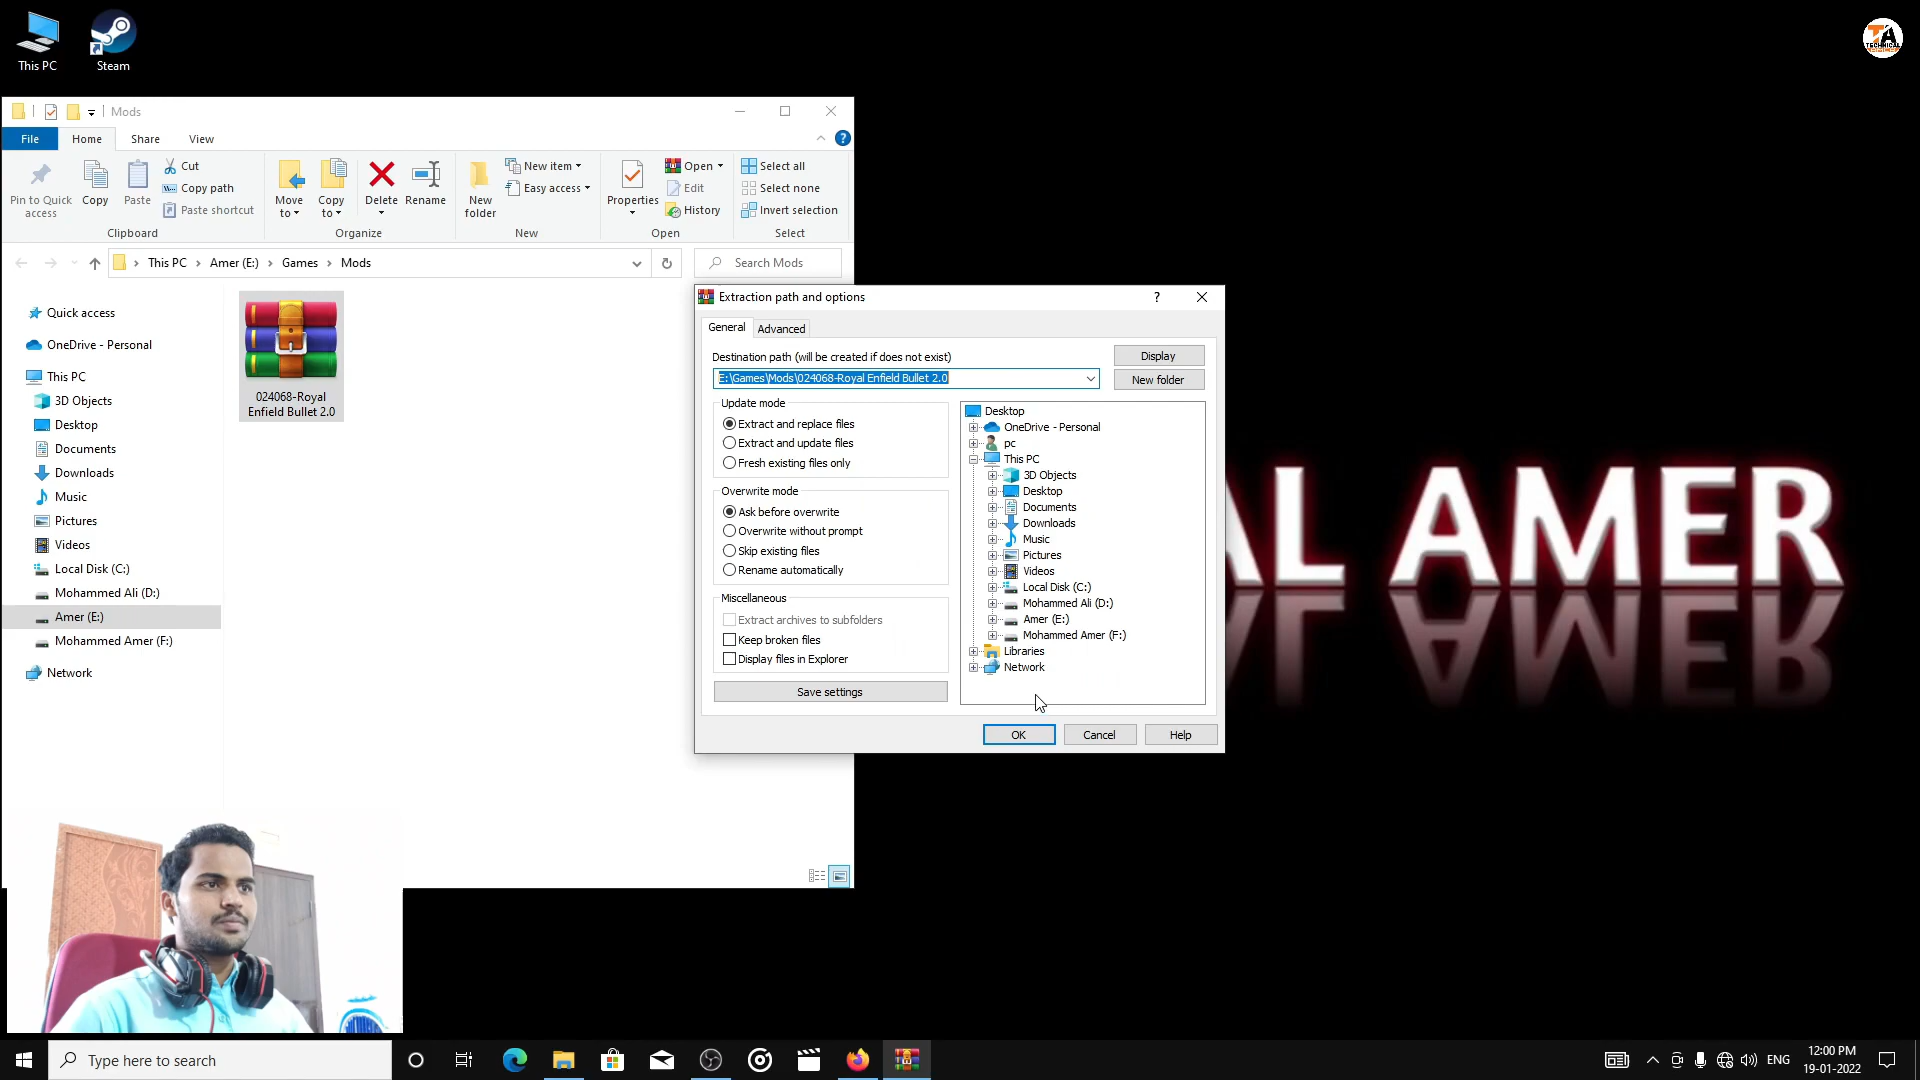 This PC
Steam
TA
TECHNICAL
AMER
Mods
File
Home
Share
View
Pin to Quick
access
Copy
Paste
Cut
Copy path
Paste shortcut
Clipboard
Move
to
Copy
to
Delete
Rename
Organize
New
folder
New item
Easy access
New
Properties
Open
Edit
History
Open
Select all
Select none
Invert selection
Select
This PC > Amer (E:) > Games > Mods
Search Mods
Quick access
OneDrive - Personal
This PC
3D Objects
Desktop
Documents
Downloads
Music
Pictures
Videos
Local Disk (C:)
Mohammed Ali (D:)
Amer (E:)
Mohammed Amer (F:)
Network
024068-Royal
Enfield Bullet 2.0
Extraction path and options
?
General
Advanced
Destination path (will be created if does not exist)
E:\Games\Mods\024068-Royal Enfield Bullet 2.0
Display
New folder
Update mode
Extract and replace files
Extract and update files
Fresh existing files only
Overwrite mode
Ask before overwrite
Overwrite without prompt
Skip existing files
Rename automatically
Miscellaneous
Extract archives to subfolders
Keep broken files
Display files in Explorer
Save settings
Desktop
OneDrive - Personal
pc
This PC
3D Objects
Desktop
Documents
Downloads
Music
Pictures
Videos
Local Disk (C:)
Mohammed Ali (D:)
Amer (E:)
Mohammed Amer (F:)
Libraries
Network
OK
Cancel
Help
AL AMER
Type here to search
ENG
12:00 PM
19-01-2022